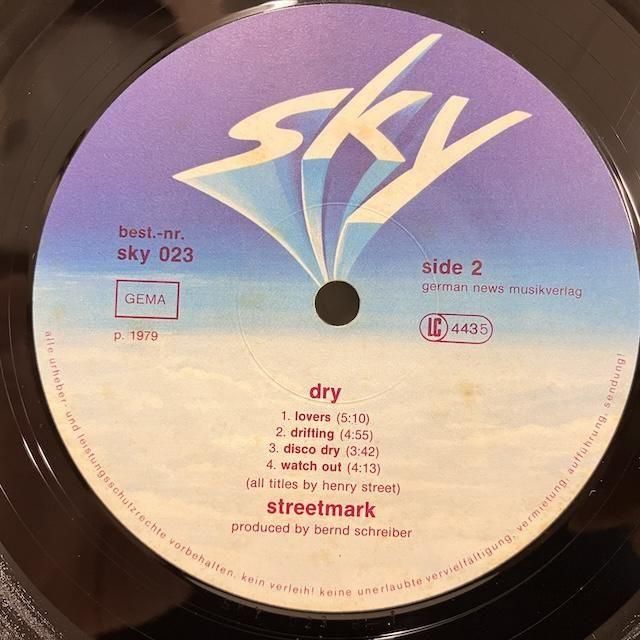 sky
best.-nr.
sky 023
GEMA
p. 1979
side 2
german news musikverlag
LC 4435
dry
1. lovers (5:10)
2. drifting (4:55)
3. disco dry (3:42)
4. watch out (4:13)
(all titles by henry street)
streetmark
produced by bernd schreiber
alle urheber- und leistungsschutzrechte vorbehalten. kein verleih! keine unerlaubte vervielfältigung, vermietung, aufführung, sendung!